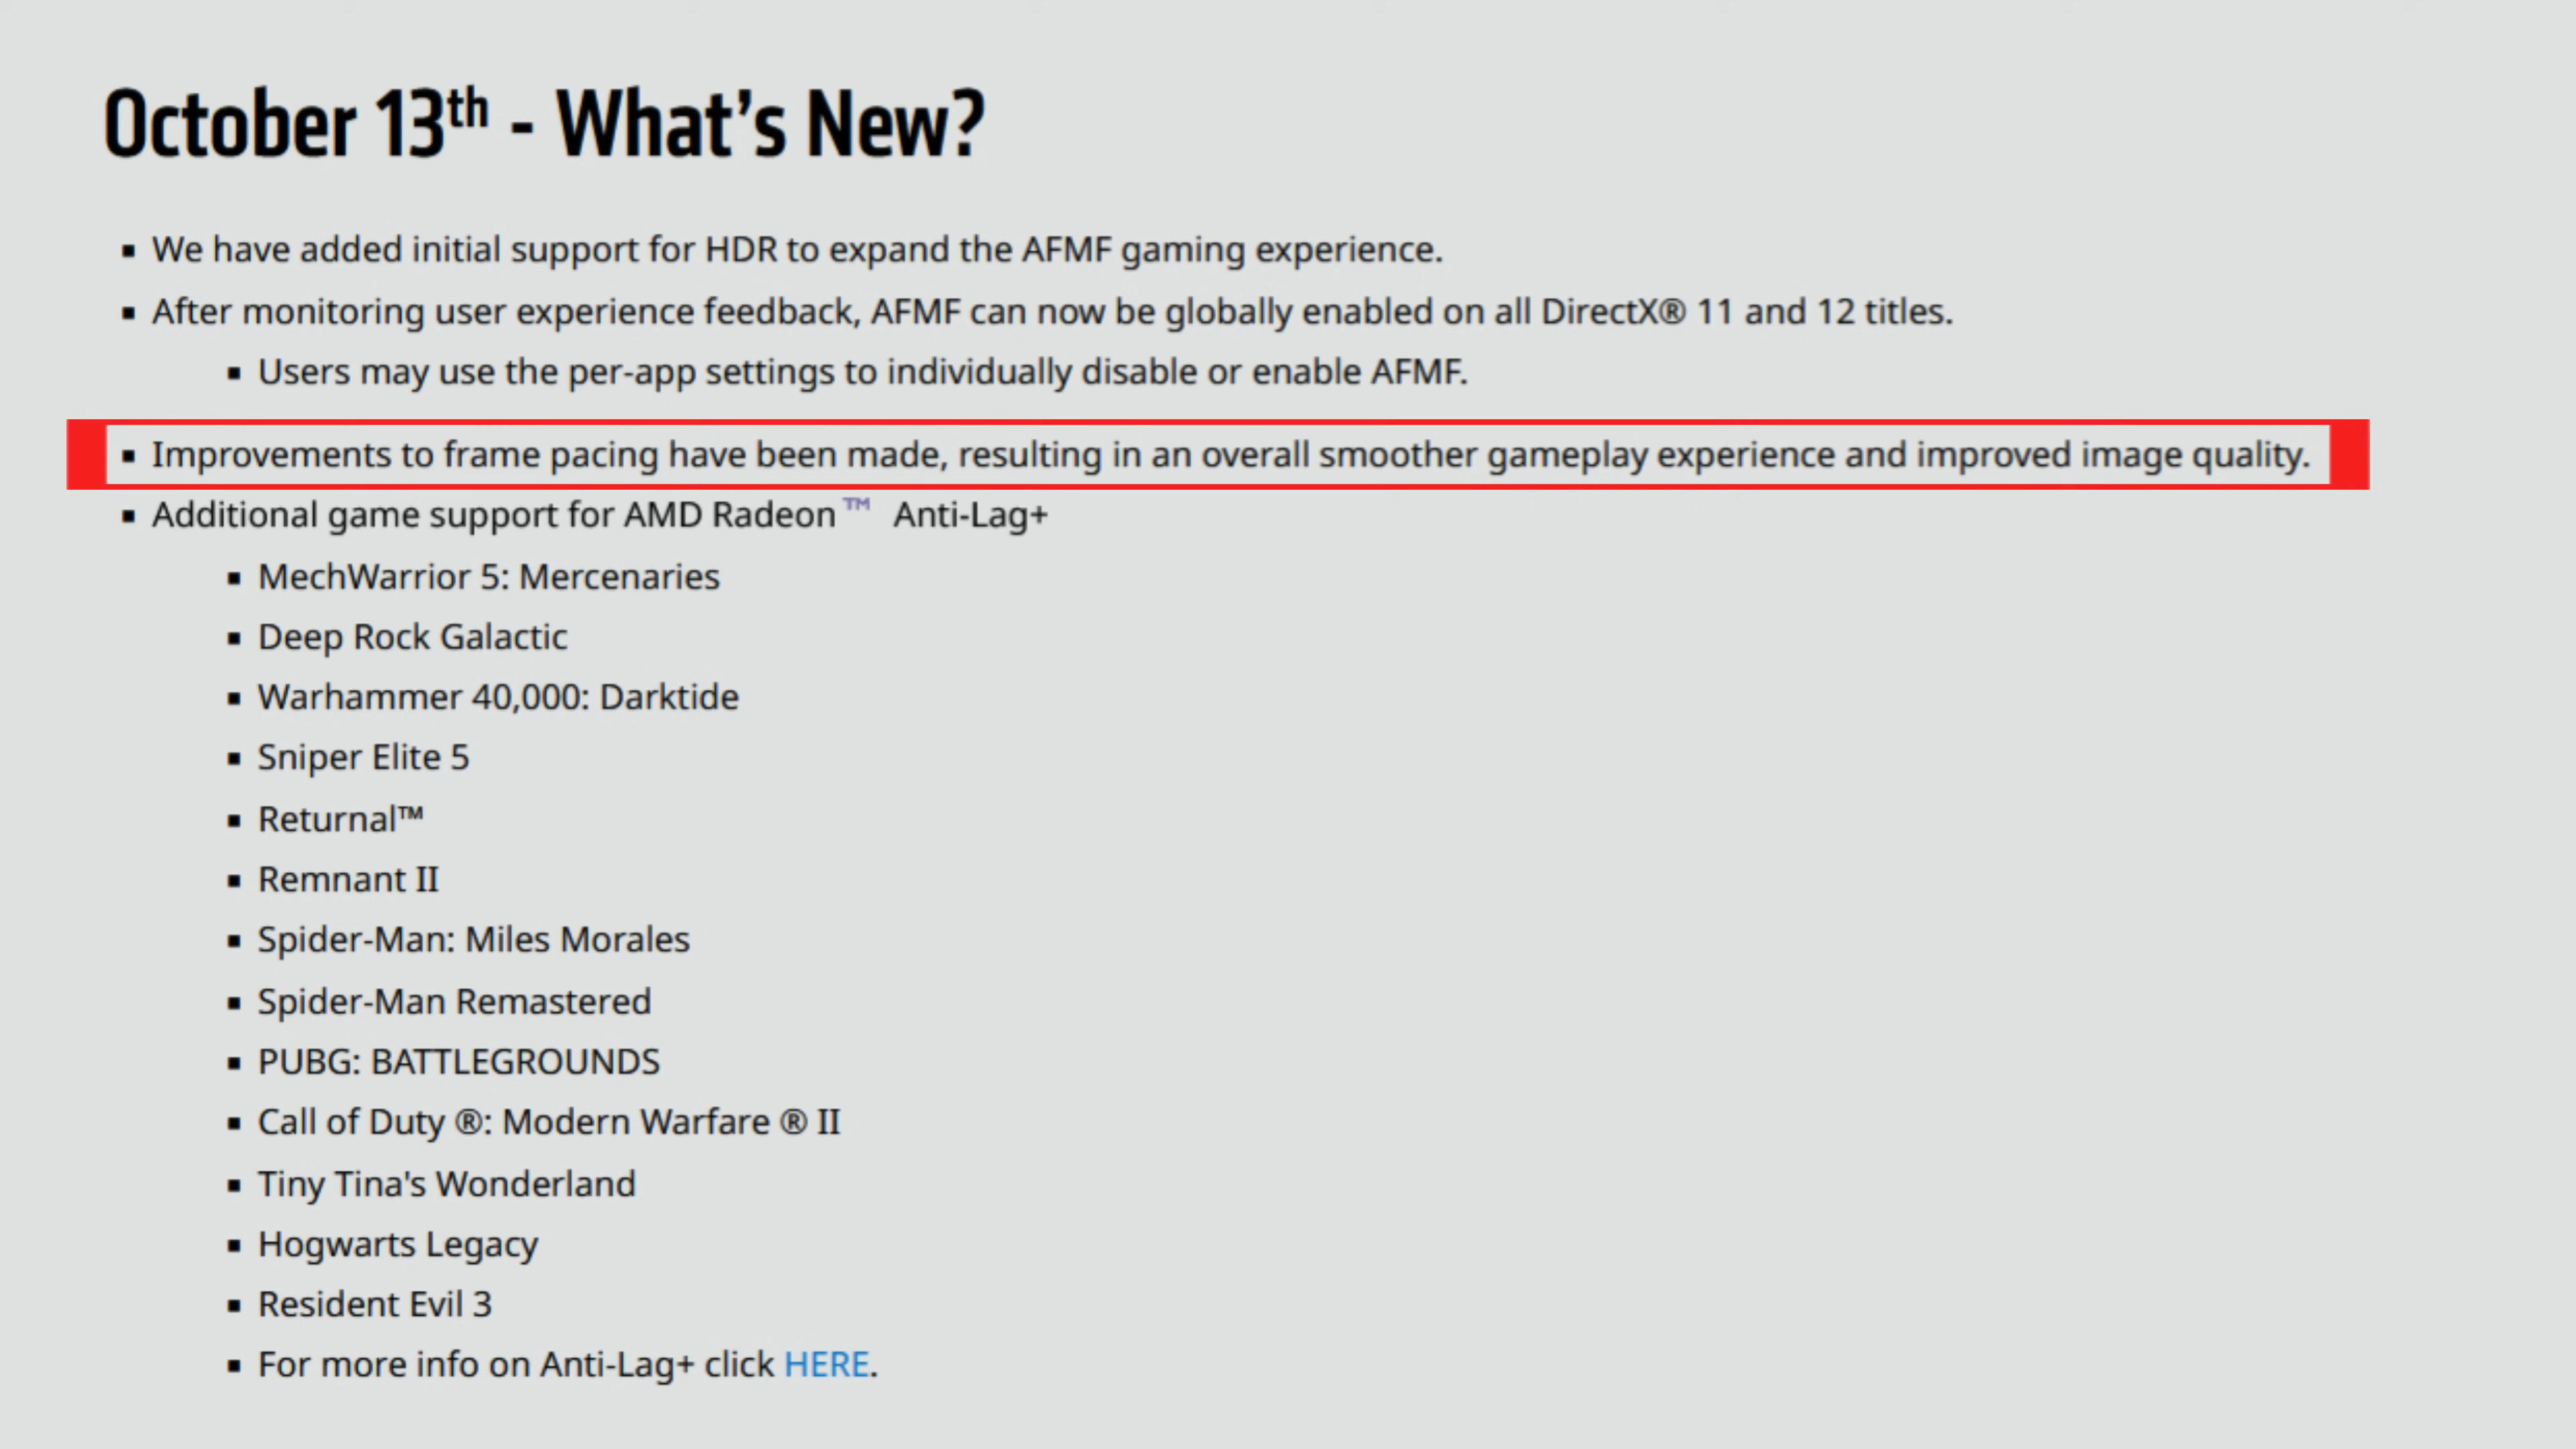 October 13th - What's New?
▪ We have added initial support for HDR to expand the AFMF gaming experience.
▪ After monitoring user experience feedback, AFMF can now be globally enabled on all DirectX® 11 and 12 titles.
▪ Users may use the per-app settings to individually disable or enable AFMF.
▪ Improvements to frame pacing have been made, resulting in an overall smoother gameplay experience and improved image quality.
▪ Additional game support for AMD Radeon™ Anti-Lag+
▪ MechWarrior 5: Mercenaries
▪ Deep Rock Galactic
▪ Warhammer 40,000: Darktide
▪ Sniper Elite 5
▪ Returnal™
▪ Remnant II
▪ Spider-Man: Miles Morales
▪ Spider-Man Remastered
▪ PUBG: BATTLEGROUNDS
▪ Call of Duty ®: Modern Warfare ® II
▪ Tiny Tina's Wonderland
▪ Hogwarts Legacy
▪ Resident Evil 3
▪ For more info on Anti-Lag+ click HERE.